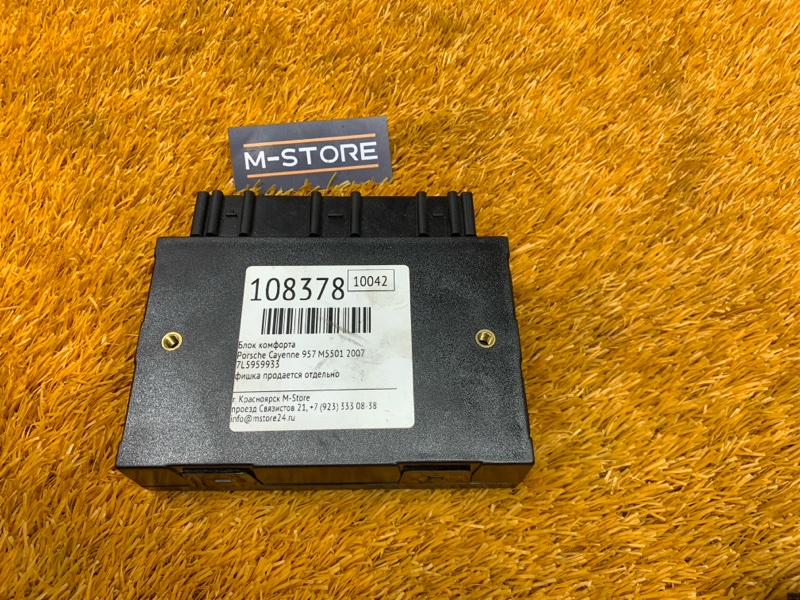 M-STORE
108378 10042
Блок комфорта
Porsche Cayenne 957 M5501 2007
7L5959933
фишка продается отдельно
г. Красноярск M-Store
проезд Связистов 21, +7 (923) 333 08-38
info@mstore24.ru